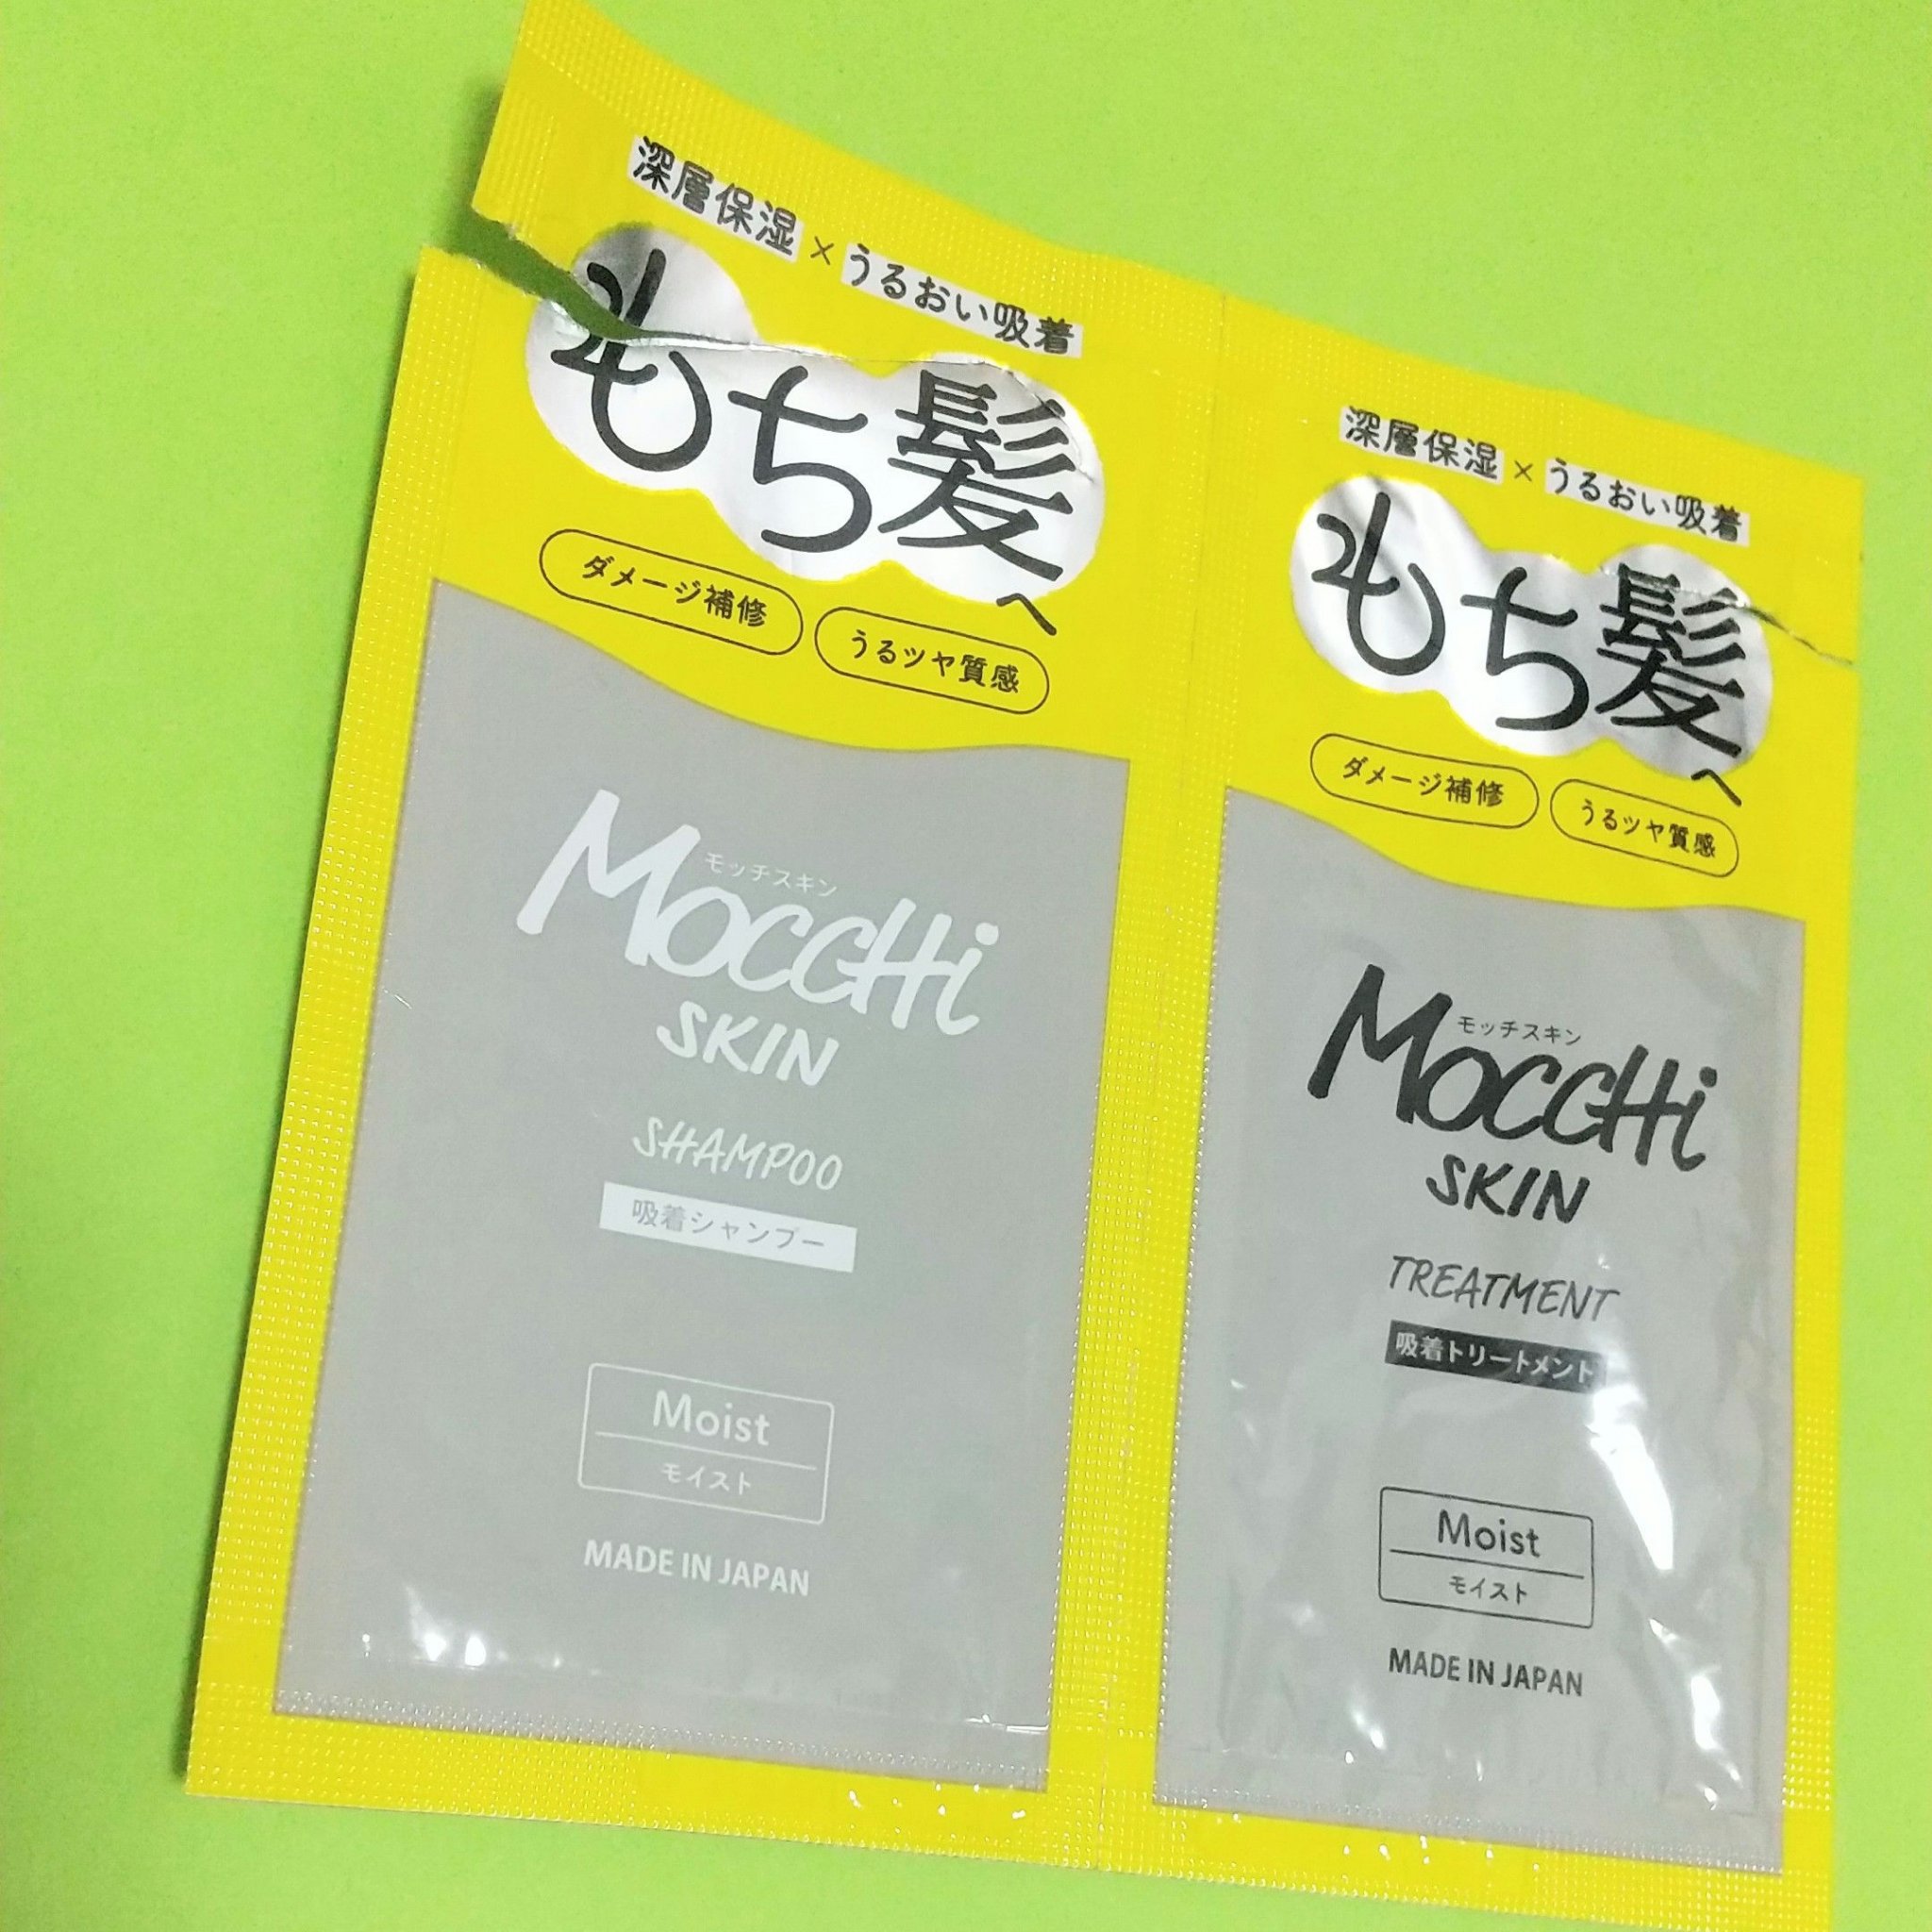 深層保湿×うるおい吸着
もち髪へ
ダメージ補修
うるツヤ質感
モッチスキン
MOCCHi
SKIN
SHAMPOO
吸着シャンプー
Moist
モイスト
MADE IN JAPAN
深層保湿×うるおい吸着
もち髪へ
ダメージ補修
うるツヤ質感
モッチスキン
MOCCHi
SKIN
TREATMENT
吸着トリートメント
Moist
モイスト
MADE IN JAPAN